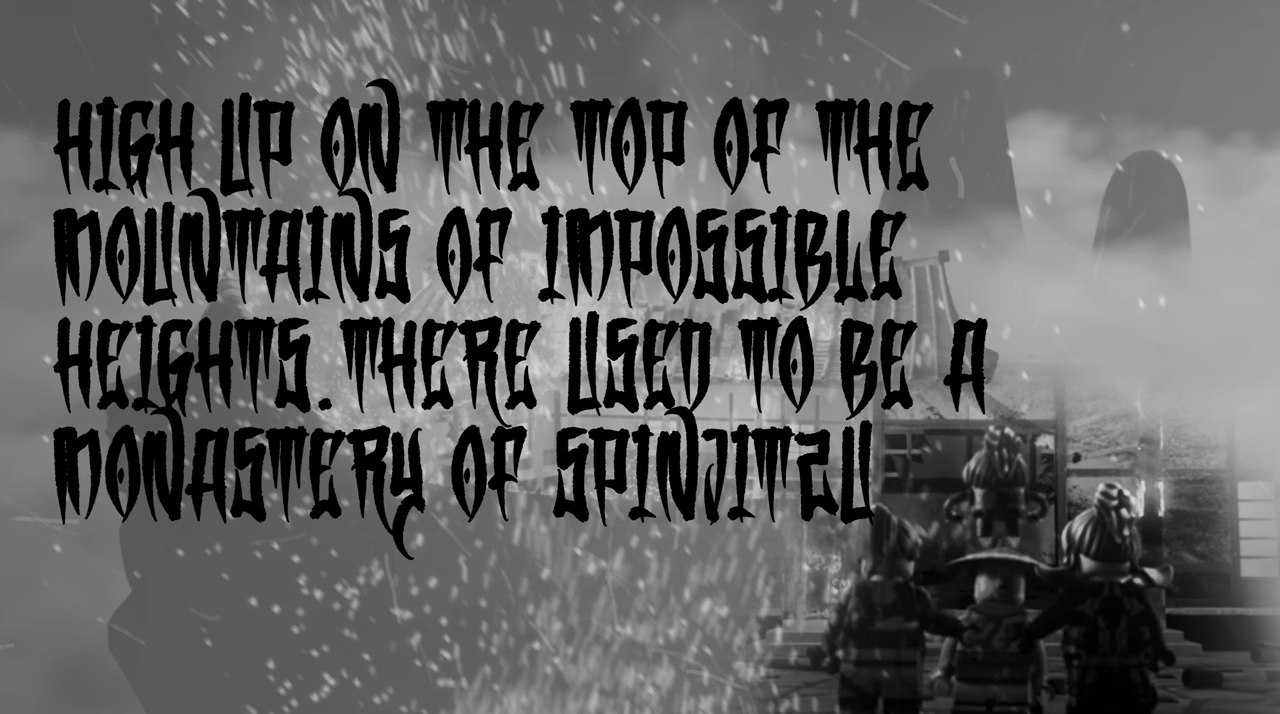 HIGH UP ON THE TOP OF THE
MOUNTAINS OF IMPOSSIBLE
HEIGHTS. THERE USED TO BE A
MONASTERY OF SPINJITZU